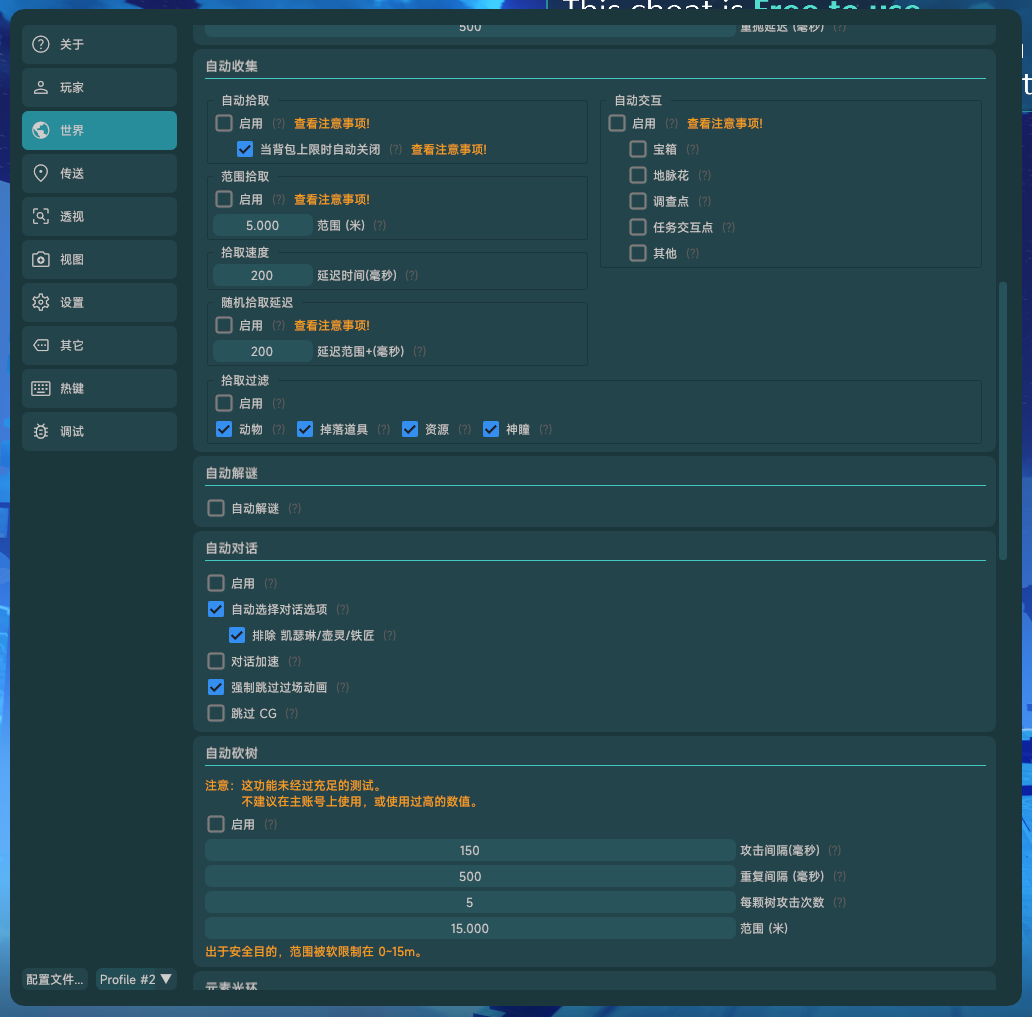 This cheat is Free to use
关于
玩家
世界
传送
透视
视图
设置
其它
热键
调试
配置文件...
Profile #2 ▼
500 重抛延迟 (毫秒) (?)
自动收集
自动拾取
启用 (?) 查看注意事项!
当背包上限时自动关闭 (?) 查看注意事项!
范围拾取
启用 (?) 查看注意事项!
5.000 范围 (米) (?)
拾取速度
200 延迟时间(毫秒) (?)
随机拾取延迟
启用 (?) 查看注意事项!
200 延迟范围+(毫秒) (?)
自动交互
启用 (?) 查看注意事项!
宝箱 (?)
地脉花 (?)
调查点 (?)
任务交互点 (?)
其他 (?)
拾取过滤
启用 (?)
动物 (?) 掉落道具 (?) 资源 (?) 神瞳 (?)
自动解谜
自动解谜 (?)
自动对话
启用 (?)
自动选择对话选项 (?)
排除 凯瑟琳/壶灵/铁匠 (?)
对话加速 (?)
强制跳过过场动画 (?)
跳过 CG (?)
自动砍树
注意：这功能未经过充足的测试。
不建议在主账号上使用，或使用过高的数值。
启用 (?)
150 攻击间隔(毫秒) (?)
500 重复间隔 (毫秒) (?)
5 每颗树攻击次数 (?)
15.000 范围 (米)
出于安全目的，范围被软限制在 0~15m。
元素光环